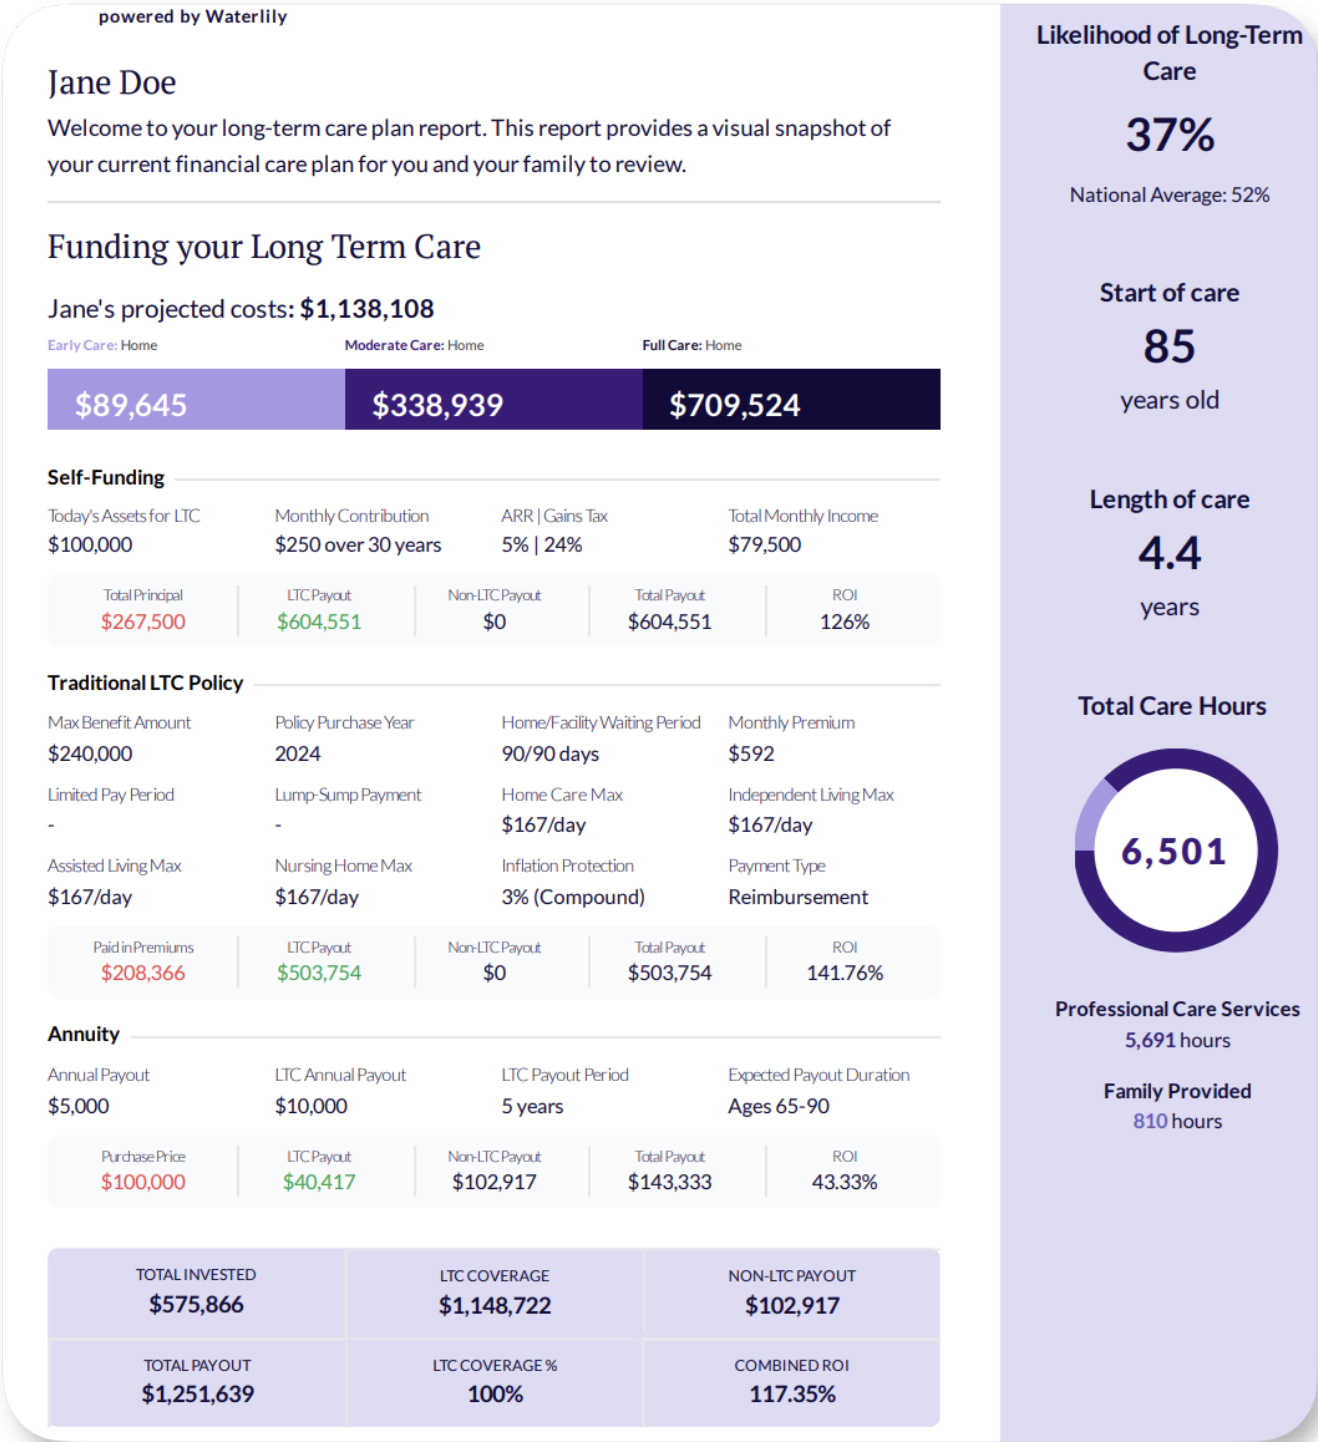 powered by Waterlily
Jane Doe
Welcome to your long-term care plan report. This report provides a visual snapshot of
your current financial care plan for you and your family to review.
Funding your Long Term Care
Jane's projected costs: $1,138,108
Early Care: Home Moderate Care: Home Full Care: Home
$89,645 $338,939 $709,524
Self-Funding
Today's Assets for LTC Monthly Contribution ARR | Gains Tax Total Monthly Income
$100,000 $250 over 30 years 5% | 24% $79,500
Total Principal LTC Payout Non-LTC Payout Total Payout ROI
$267,500 $604,551 $0 $604,551 126%
Traditional LTC Policy
Max Benefit Amount Policy Purchase Year Home/Facility Waiting Period Monthly Premium
$240,000 2024 90/90 days $592
Limited Pay Period Lump-Sump Payment Home Care Max Independent Living Max
- - $167/day $167/day
Assisted Living Max Nursing Home Max Inflation Protection Payment Type
$167/day $167/day 3% (Compound) Reimbursement
Paid in Premiums LTC Payout Non-LTC Payout Total Payout ROI
$208,366 $503,754 $0 $503,754 141.76%
Annuity
Annual Payout LTC Annual Payout LTC Payout Period Expected Payout Duration
$5,000 $10,000 5 years Ages 65-90
Purchase Price LTC Payout Non-LTC Payout Total Payout ROI
$100,000 $40,417 $102,917 $143,333 43.33%
TOTAL INVESTED LTC COVERAGE NON-LTC PAYOUT
$575,866 $1,148,722 $102,917
TOTAL PAYOUT LTC COVERAGE % COMBINED ROI
$1,251,639 100% 117.35%
Likelihood of Long-Term
Care
37%
National Average: 52%
Start of care
85
years old
Length of care
4.4
years
Total Care Hours
6,501
Professional Care Services
5,691 hours
Family Provided
810 hours